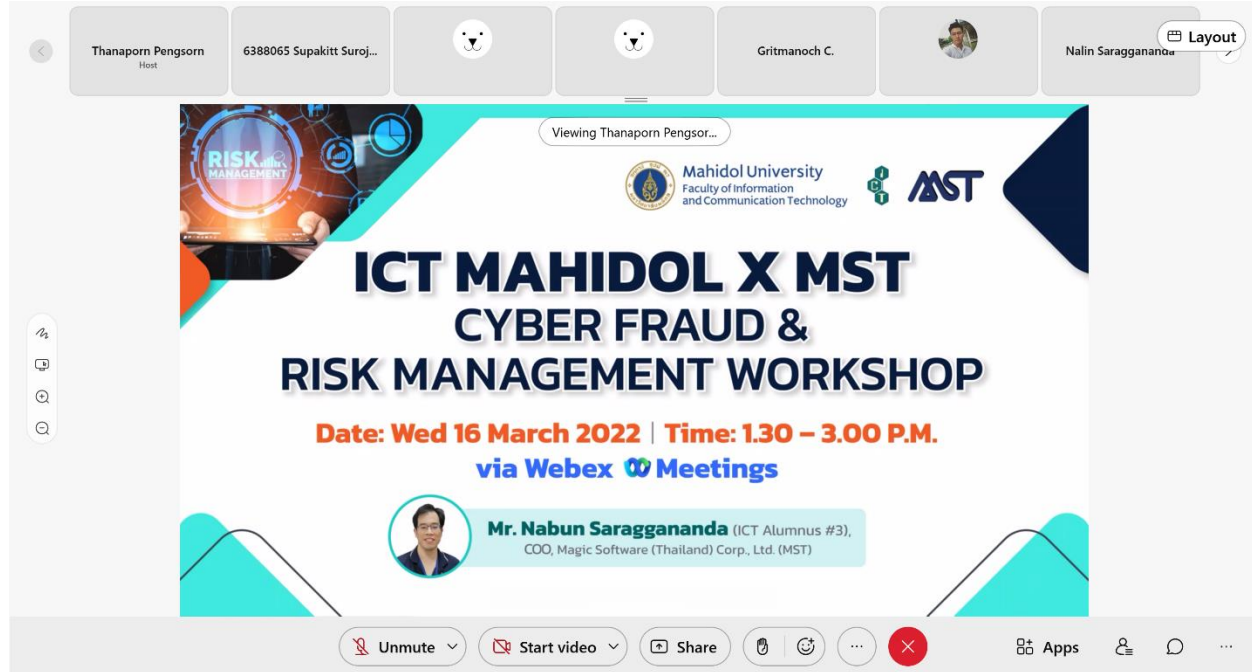 Thanaporn Pengsorn
Host
6388065 Supakitt Suroj...
Gritmanoch C.
Nalin Saraggananda
Layout
Viewing Thanaporn Pengsor...
RISK
MANAGEMENT
Mahidol University
Faculty of Information
and Communication Technology
ICT
MST
ICT MAHIDOL X MST
CYBER FRAUD &
RISK MANAGEMENT WORKSHOP
Date: Wed 16 March 2022 | Time: 1.30 – 3.00 P.M.
via Webex Meetings
Mr. Nabun Saraggananda (ICT Alumnus #3),
COO, Magic Software (Thailand) Corp., Ltd. (MST)
Unmute
Start video
Share
Apps